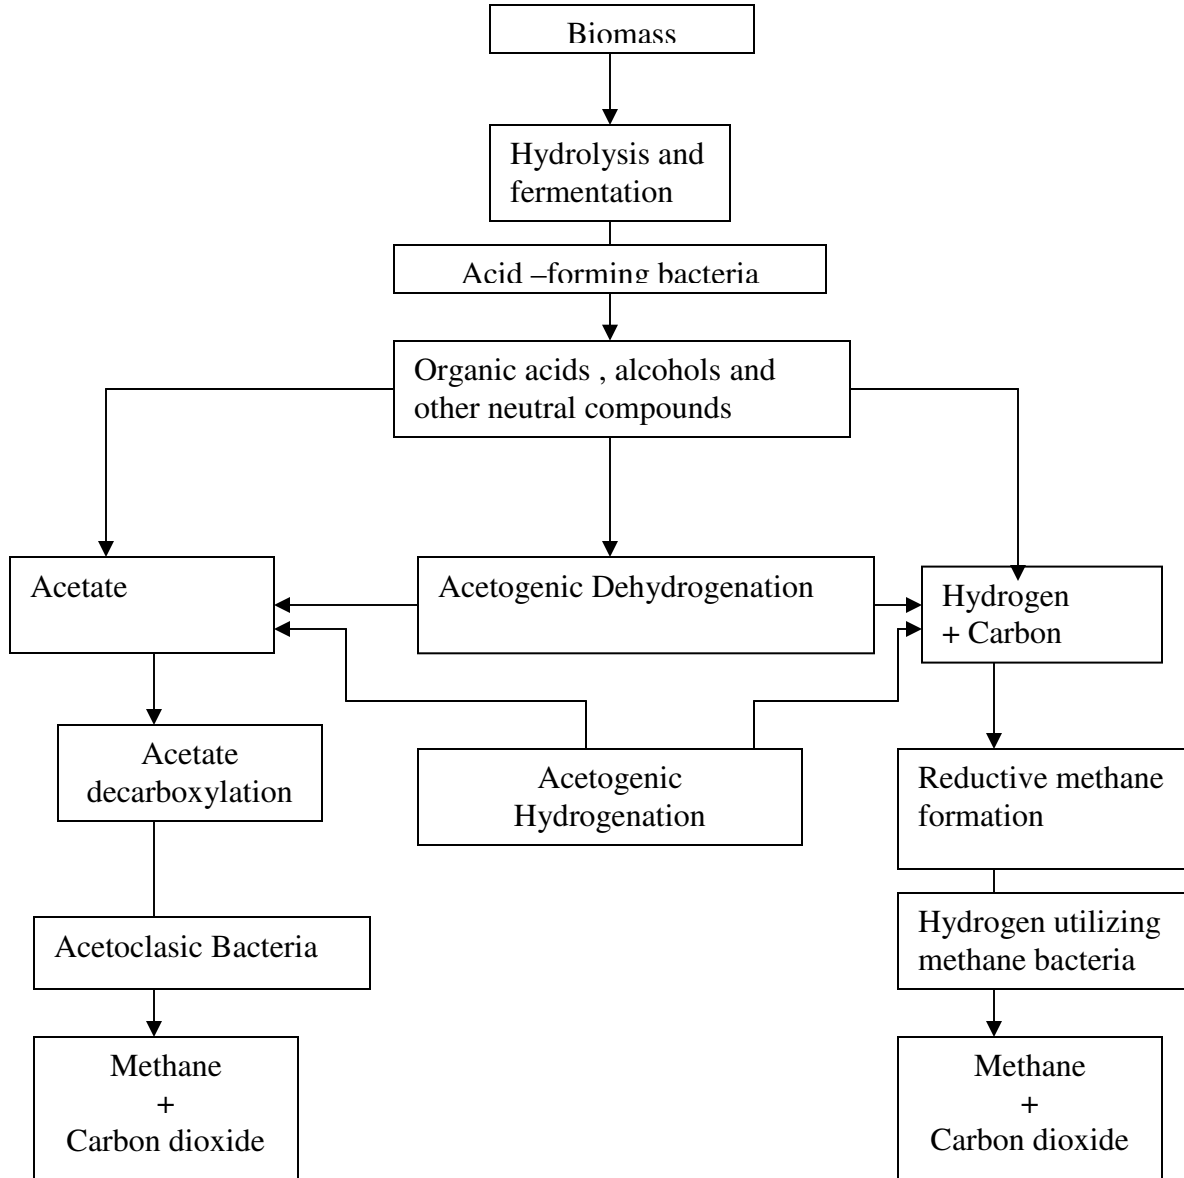 Biomass
Hydrolysis and
fermentation
Acid –forming bacteria
Organic acids , alcohols and
other neutral compounds
Acetate
Acetogenic Dehydrogenation
Hydrogen
+ Carbon
Acetate
decarboxylation
Acetogenic
Hydrogenation
Reductive methane
formation
Acetoclasic Bacteria
Hydrogen utilizing
methane bacteria
Methane
+
Carbon dioxide
Methane
+
Carbon dioxide